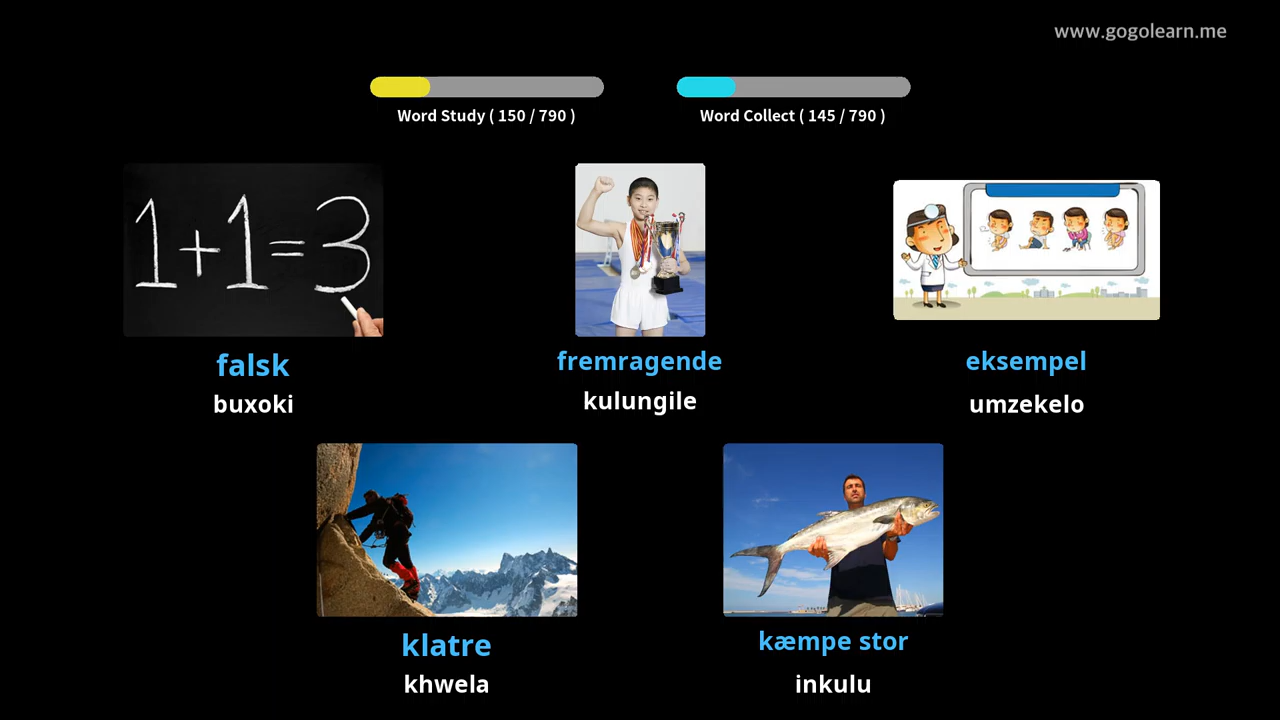 www.gogolearn.me
Word Study ( 150 / 790 )
Word Collect ( 145 / 790 )
1+1=3
falsk
buxoki
fremragende
kulungile
eksempel
umzekelo
klatre
khwela
kæmpe stor
inkulu